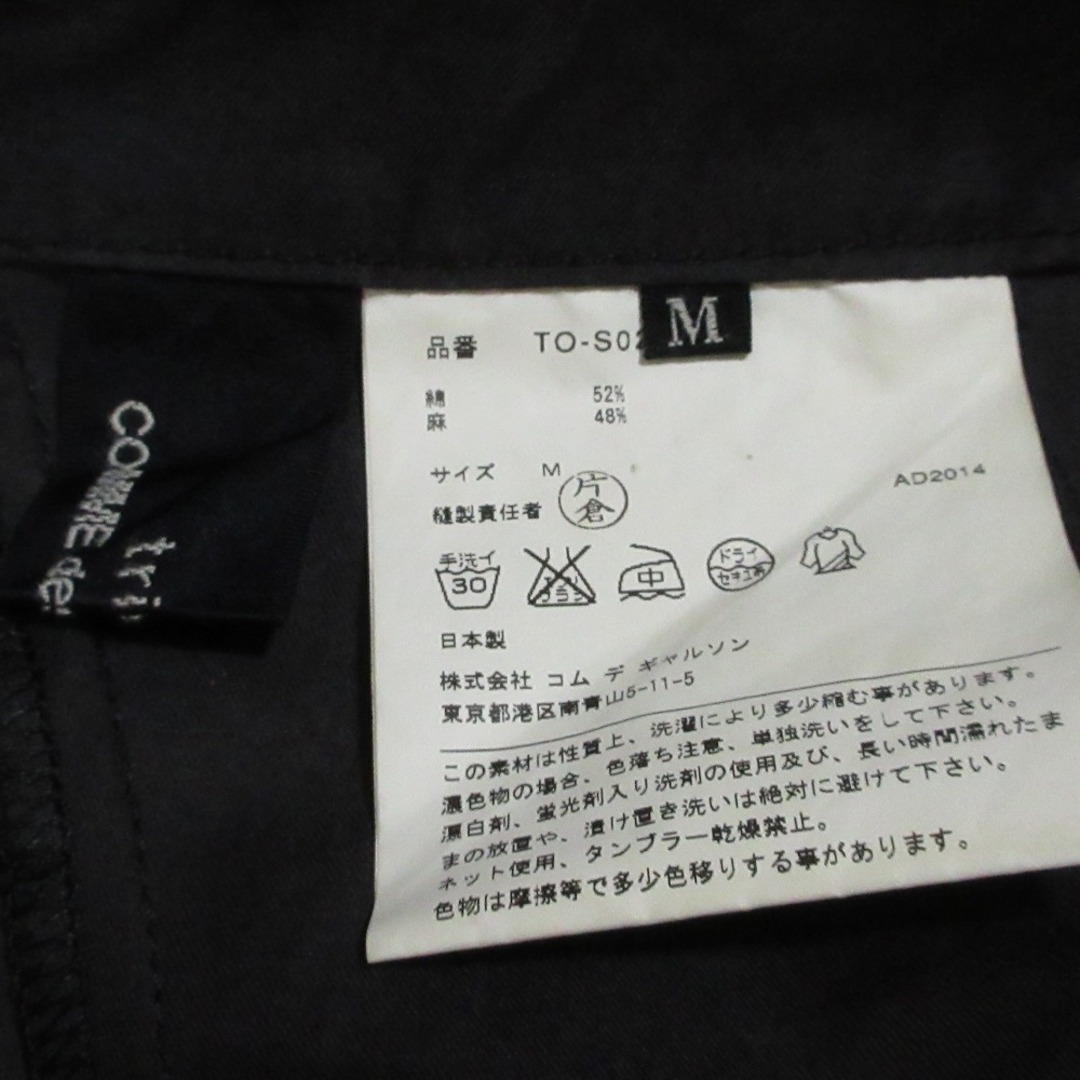 M
品番 TO-S02
綿 52%
麻 48%
サイズ M
AD2014
縫製責任者 片倉
手洗イ
30
中
ドライ
セキユ系
日本製
株式会社 コム デ ギャルソン
東京都港区南青山5-11-5
この素材は性質上、洗濯により多少縮む事があります。
濃色物の場合、色落ち注意、単独洗いをして下さい。
漂白剤、蛍光剤入り洗剤の使用及び、長い時間濡れたま
まの放置や、漬け置き洗いは絶対に避けて下さい。
ネット使用、タンブラー乾燥禁止。
色物は摩擦等で多少色移りする事があります。
tri
COMME de